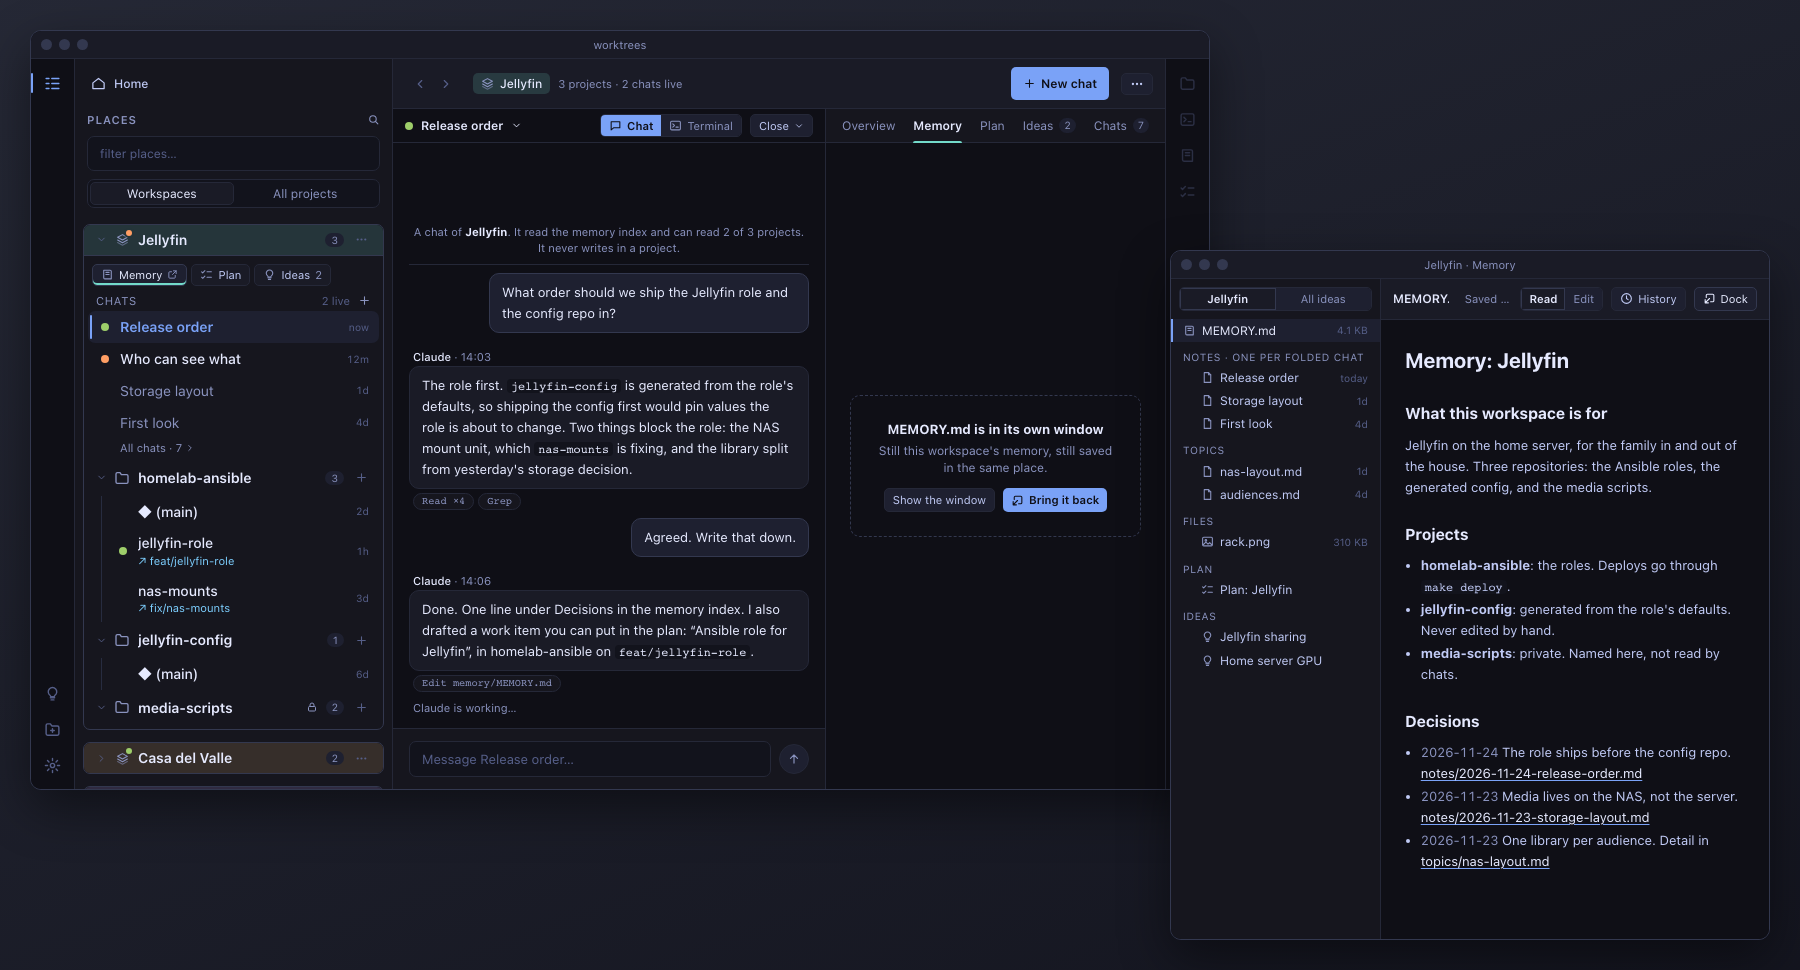 worktrees
Home
PLACES
filter places...
Workspaces
All projects
Jellyfin
3
Memory
Plan
Ideas 2
CHATS
2 live
Release order
now
Who can see what
12m
Storage layout
1d
First look
4d
All chats · 7
homelab-ansible
3
(main)
2d
jellyfin-role
1h
feat/jellyfin-role
nas-mounts
3d
fix/nas-mounts
jellyfin-config
1
(main)
6d
media-scripts
2
Casa del Valle
2
Jellyfin
3 projects · 2 chats live
New chat
Release order
Chat
Terminal
Close
A chat of Jellyfin. It read the memory index and can read 2 of 3 projects.
It never writes in a project.
What order should we ship the Jellyfin role and
the config repo in?
Claude · 14:03
The role first. jellyfin-config is generated from the role's
defaults, so shipping the config first would pin values the
role is about to change. Two things block the role: the NAS
mount unit, which nas-mounts is fixing, and the library split
from yesterday's storage decision.
Read ×4
Grep
Agreed. Write that down.
Claude · 14:06
Done. One line under Decisions in the memory index. I also
drafted a work item you can put in the plan: “Ansible role for
Jellyfin”, in homelab-ansible on feat/jellyfin-role.
Edit memory/MEMORY.md
Claude is working...
Message Release order...
Overview
Memory
Plan
Ideas 2
Chats 7
MEMORY.md is in its own window
Still this workspace's memory, still saved
in the same place.
Show the window
Bring it back
Jellyfin · Memory
Jellyfin
All ideas
MEMORY.md
4.1 KB
NOTES · ONE PER FOLDED CHAT
Release order
today
Storage layout
1d
First look
4d
TOPICS
nas-layout.md
1d
audiences.md
4d
FILES
rack.png
310 KB
PLAN
Plan: Jellyfin
IDEAS
Jellyfin sharing
Home server GPU
MEMORY.
Saved ...
Read
Edit
History
Dock
Memory: Jellyfin
What this workspace is for
Jellyfin on the home server, for the family in and out of
the house. Three repositories: the Ansible roles, the
generated config, and the media scripts.
Projects
• homelab-ansible: the roles. Deploys go through
make deploy.
• jellyfin-config: generated from the role's defaults.
Never edited by hand.
• media-scripts: private. Named here, not read by
chats.
Decisions
• 2026-11-24 The role ships before the config repo.
notes/2026-11-24-release-order.md
• 2026-11-23 Media lives on the NAS, not the server.
notes/2026-11-23-storage-layout.md
• 2026-11-23 One library per audience. Detail in
topics/nas-layout.md